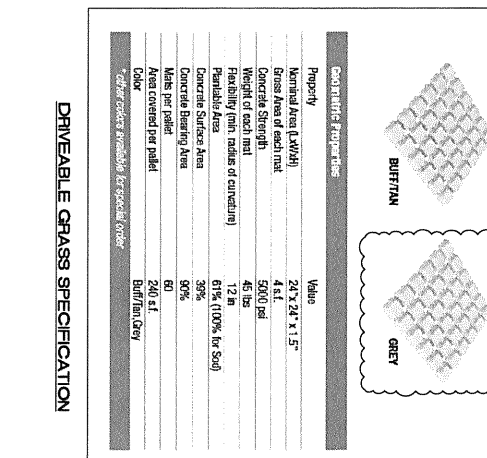 BUFF/TAN
GREY
Geometric Properties
Property Value
Nominal Area (LxWxH) 24" x 24" x 1.5"
Gross Area of each mat 4 s.f.
Concrete Strength 5000 psi
Weight of each mat 45 lbs
Flexibility (min. radius of curvature) 12 in
Plantable Area 61% (100% for Sod)
Concrete Surface Area 39%
Concrete Bearing Area 90%
Mats per pallet 60
Area covered per pallet 240 s.f.
Color Buff/Tan,Grey
*other colors available for special order
DRIVEABLE GRASS SPECIFICATION